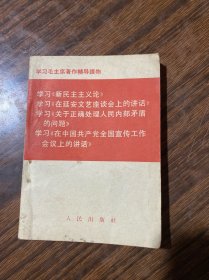 学习毛主席著作辅导读物
学习《新民主主义论》
学习《在延安文艺座谈会上的讲话》
学习《关于正确处理人民内部矛盾
的问题》
学习《在中国共产党全国宣传工作
会议上的讲话》
人民出版社